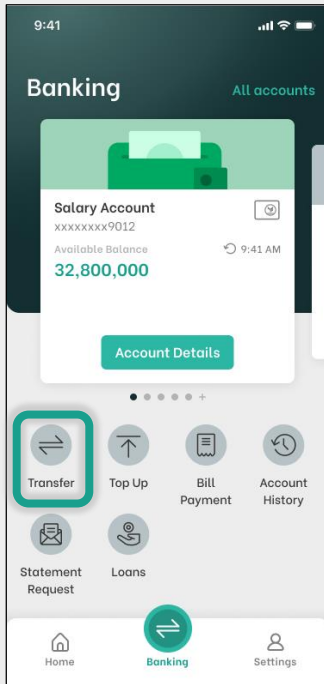 9:41
Banking
All accounts
Salary Account
xxxxxxxx9012
Available Balance
9:41 AM
32,800,000
Account Details
Transfer
Top Up
Bill
Payment
Account
History
Statement
Request
Loans
Home
Banking
Settings